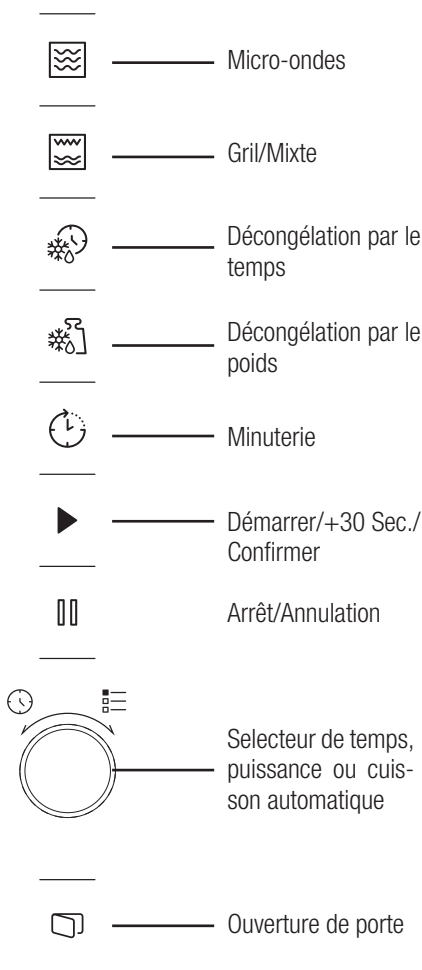 Micro-ondes
Gril/Mixte
Décongélation par le
temps
Décongélation par le
poids
Minuterie
Démarrer/+30 Sec./
Confirmer
Arrêt/Annulation
Selecteur de temps,
puissance ou cuis-
son automatique
Ouverture de porte